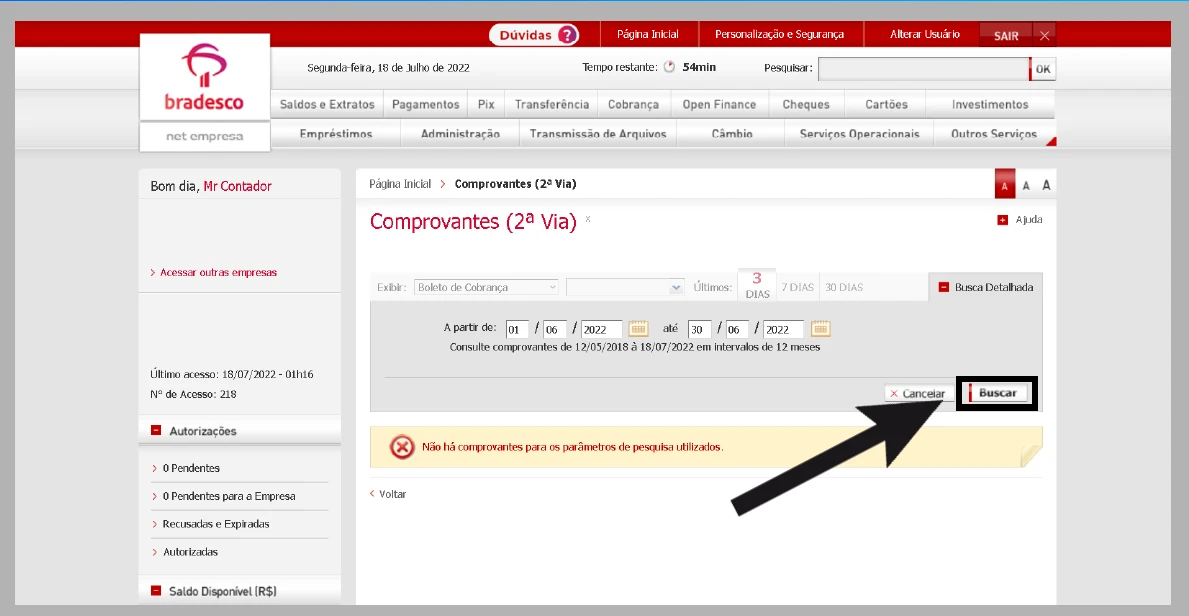 Dúvidas ?
Página Inicial
Personalização e Segurança
Alterar Usuário
SAIR
Segunda-feira, 18 de Julho de 2022
Tempo restante: 54min
Pesquisar:
OK
bradesco
net empresa
Saldos e Extratos Pagamentos Pix Transferência Cobrança Open Finance Cheques Cartões Investimentos
Empréstimos Administração Transmissão de Arquivos Câmbio Serviços Operacionais Outros Serviços
Bom dia, Mr Contador
> Acessar outras empresas
Último acesso: 18/07/2022 - 01h16
Nº de Acesso: 218
Autorizações
> 0 Pendentes
> 0 Pendentes para a Empresa
> Recusadas e Expiradas
> Autorizadas
Saldo Disponível (R$)
Página Inicial > Comprovantes (2ª Via)
A A A
Comprovantes (2ª Via) x
Ajuda
Exibir: Boleto de Cobrança Últimos: 3 DIAS 7 DIAS 30 DIAS Busca Detalhada
A partir de: 01 / 06 / 2022 até 30 / 06 / 2022
Consulte comprovantes de 12/05/2018 à 18/07/2022 em intervalos de 12 meses
x Cancelar
Buscar
Não há comprovantes para os parâmetros de pesquisa utilizados.
< Voltar